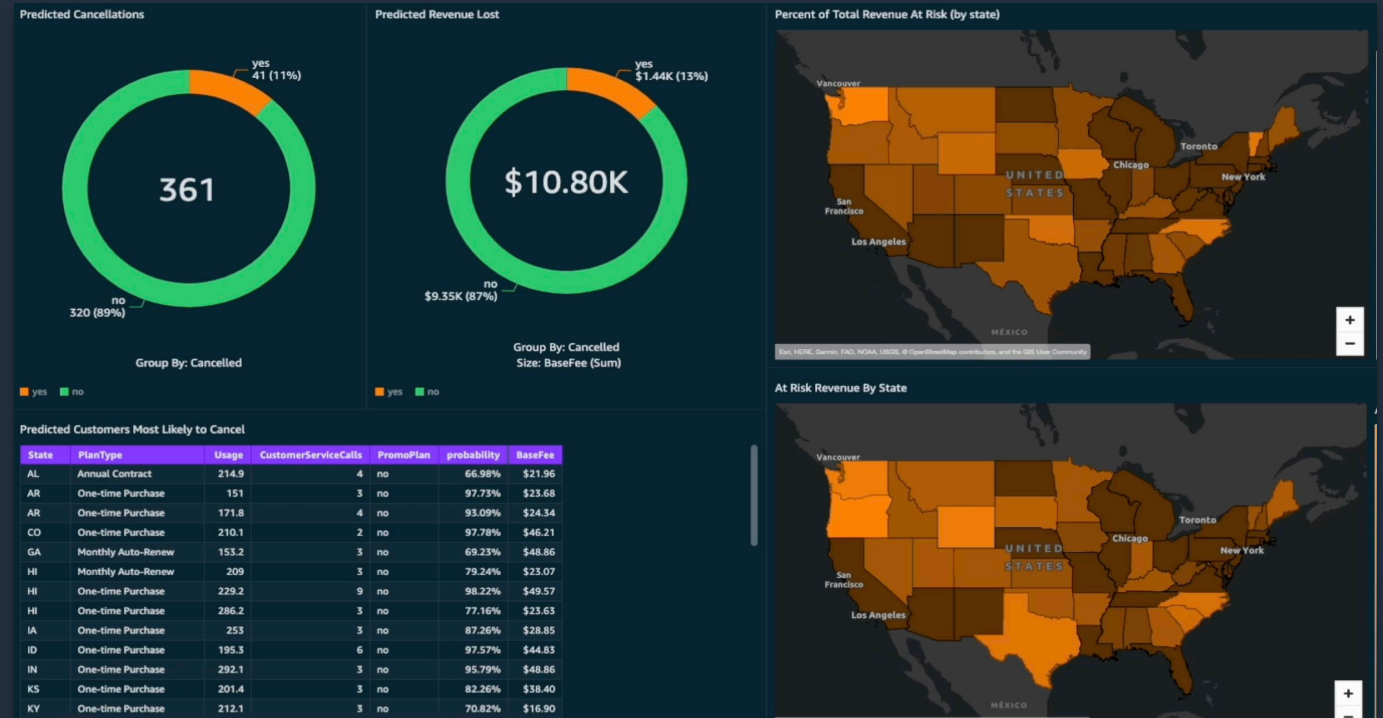 Predicted Cancellations
yes
41 (11%)
361
no
320 (89%)
Group By: Cancelled
yes no
Predicted Revenue Lost
yes
$1.44K (13%)
$10.80K
no
$9.35K (87%)
Group By: Cancelled
Size: BaseFee (Sum)
yes no
Percent of Total Revenue At Risk (by state)
Vancouver
Toronto
Chicago
New York
UNITED
STATES
San
Francisco
Los Angeles
MÉXICO
+
−
Esri, HERE, Garmin, FAO, NOAA, USGS, © OpenStreetMap contributors, and the GIS User Community
At Risk Revenue By State
Vancouver
Toronto
Chicago
New York
UNITED
STATES
San
Francisco
Los Angeles
MÉXICO
+
Predicted Customers Most Likely to Cancel
State PlanType Usage CustomerServiceCalls PromoPlan probability BaseFee
AL Annual Contract 214.9 4 no 66.98% $21.96
AR One-time Purchase 151 3 no 97.73% $23.68
AR One-time Purchase 171.8 4 no 93.09% $24.34
CO One-time Purchase 210.1 2 no 97.78% $46.21
GA Monthly Auto-Renew 153.2 3 no 69.23% $48.86
HI Monthly Auto-Renew 209 3 no 79.24% $23.07
HI One-time Purchase 229.2 9 no 98.22% $49.57
HI One-time Purchase 286.2 3 no 77.16% $23.63
IA One-time Purchase 253 3 no 87.26% $28.85
ID One-time Purchase 195.3 6 no 97.57% $44.83
IN One-time Purchase 292.1 3 no 95.79% $48.86
KS One-time Purchase 201.4 3 no 82.26% $38.40
KY One-time Purchase 212.1 3 no 70.82% $16.90